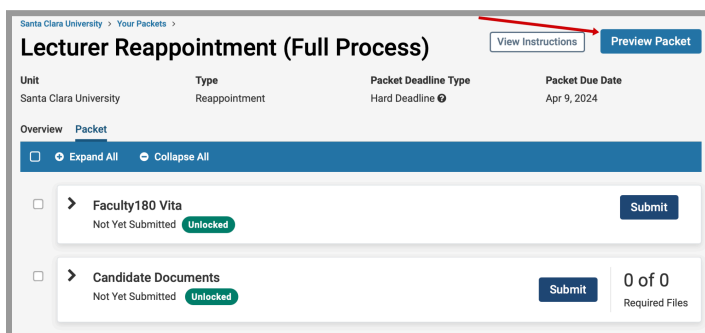 Santa Clara University > Your Packets >
Lecturer Reappointment (Full Process)
View Instructions
Preview Packet
Unit Type Packet Deadline Type Packet Due Date
Santa Clara University Reappointment Hard Deadline Apr 9, 2024
Overview Packet
Expand All Collapse All
Faculty180 Vita
Not Yet Submitted Unlocked
Submit
Candidate Documents
Not Yet Submitted Unlocked
Submit
0 of 0
Required Files